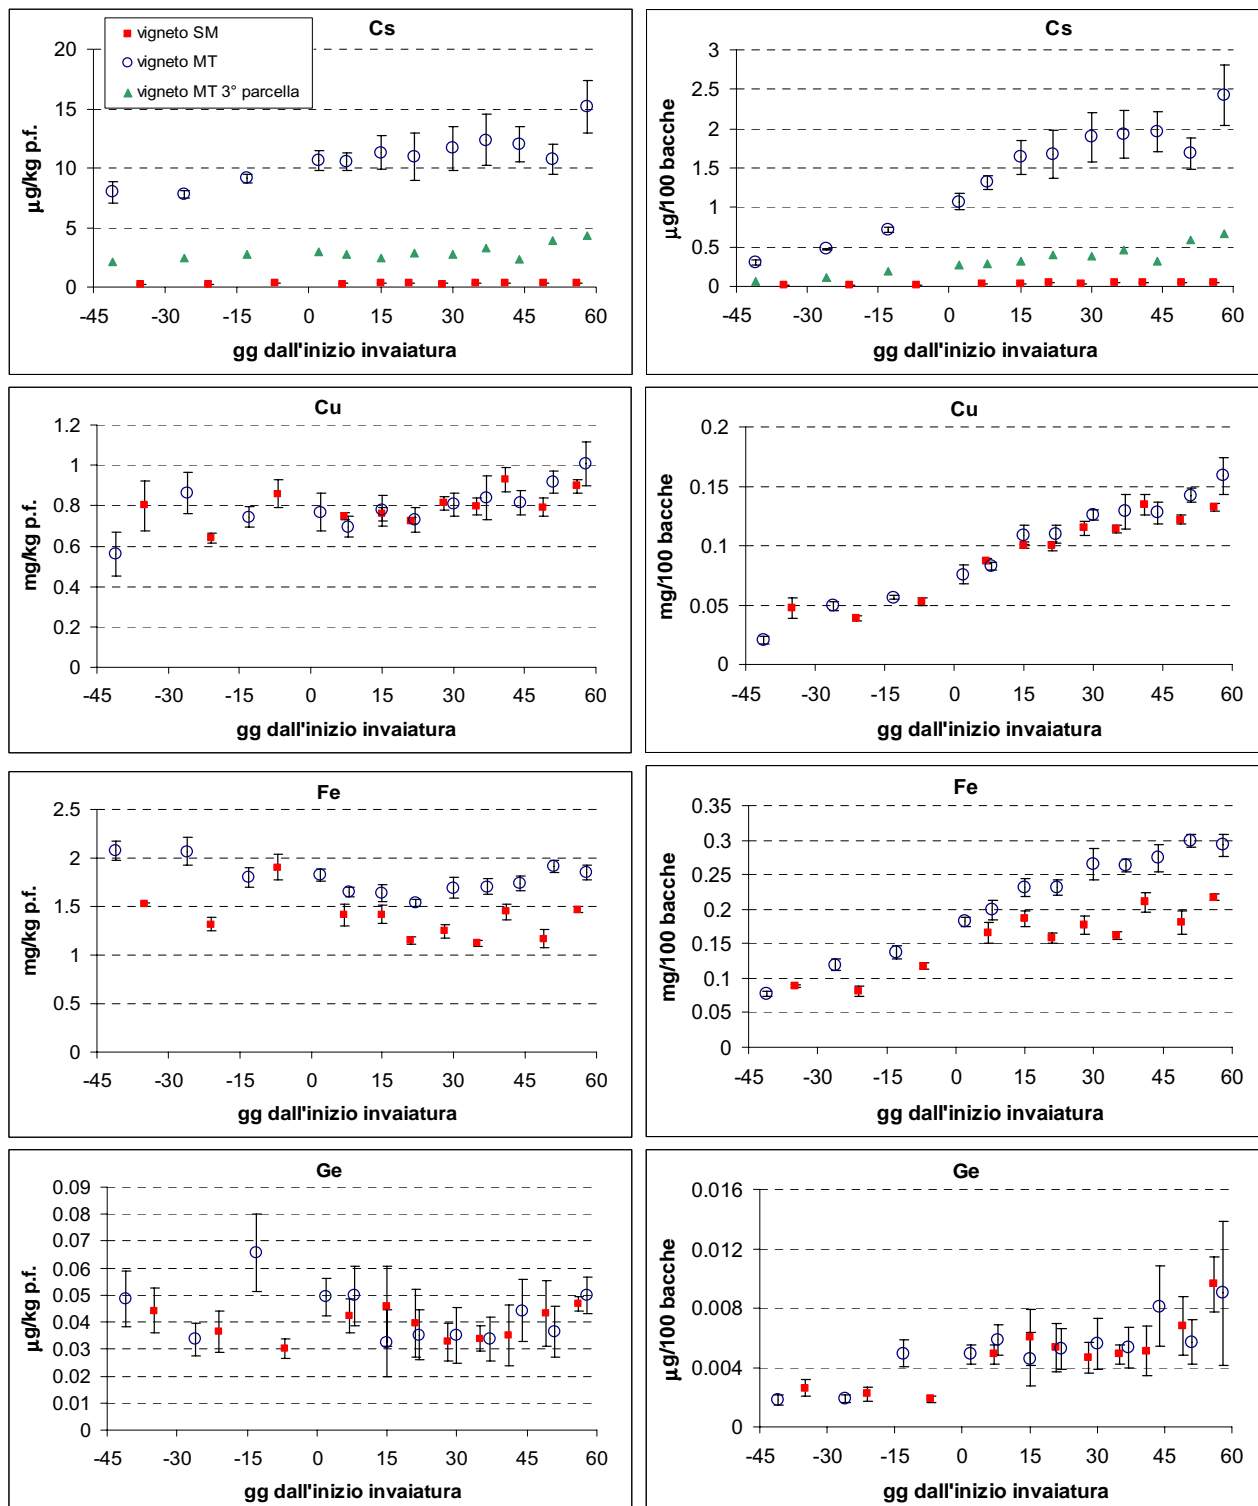 Cs
vigneto SM
vigneto MT
vigneto MT 3° parcella
20
15
10
5
0
µg/kg p.f.
-45 -30 -15 0 15 30 45 60
gg dall'inizio invaiatura
Cs
3
2.5
2
1.5
1
0.5
0
µg/100 bacche
-45 -30 -15 0 15 30 45 60
gg dall'inizio invaiatura
Cu
1.2
1
0.8
0.6
0.4
0.2
0
mg/kg p.f.
-45 -30 -15 0 15 30 45 60
gg dall'inizio invaiatura
Cu
0.2
0.15
0.1
0.05
0
mg/100 bacche
-45 -30 -15 0 15 30 45 60
gg dall'inizio invaiatura
Fe
2.5
2
1.5
1
0.5
0
mg/kg p.f.
-45 -30 -15 0 15 30 45 60
gg dall'inizio invaiatura
Fe
0.35
0.3
0.25
0.2
0.15
0.1
0.05
0
mg/100 bacche
-45 -30 -15 0 15 30 45 60
gg dall'inizio invaiatura
Ge
0.09
0.08
0.07
0.06
0.05
0.04
0.03
0.02
0.01
0
µg/kg p.f.
-45 -30 -15 0 15 30 45 60
gg dall'inizio invaiatura
Ge
0.016
0.012
0.008
0.004
0
µg/100 bacche
-45 -30 -15 0 15 30 45 60
gg dall'inizio invaiatura